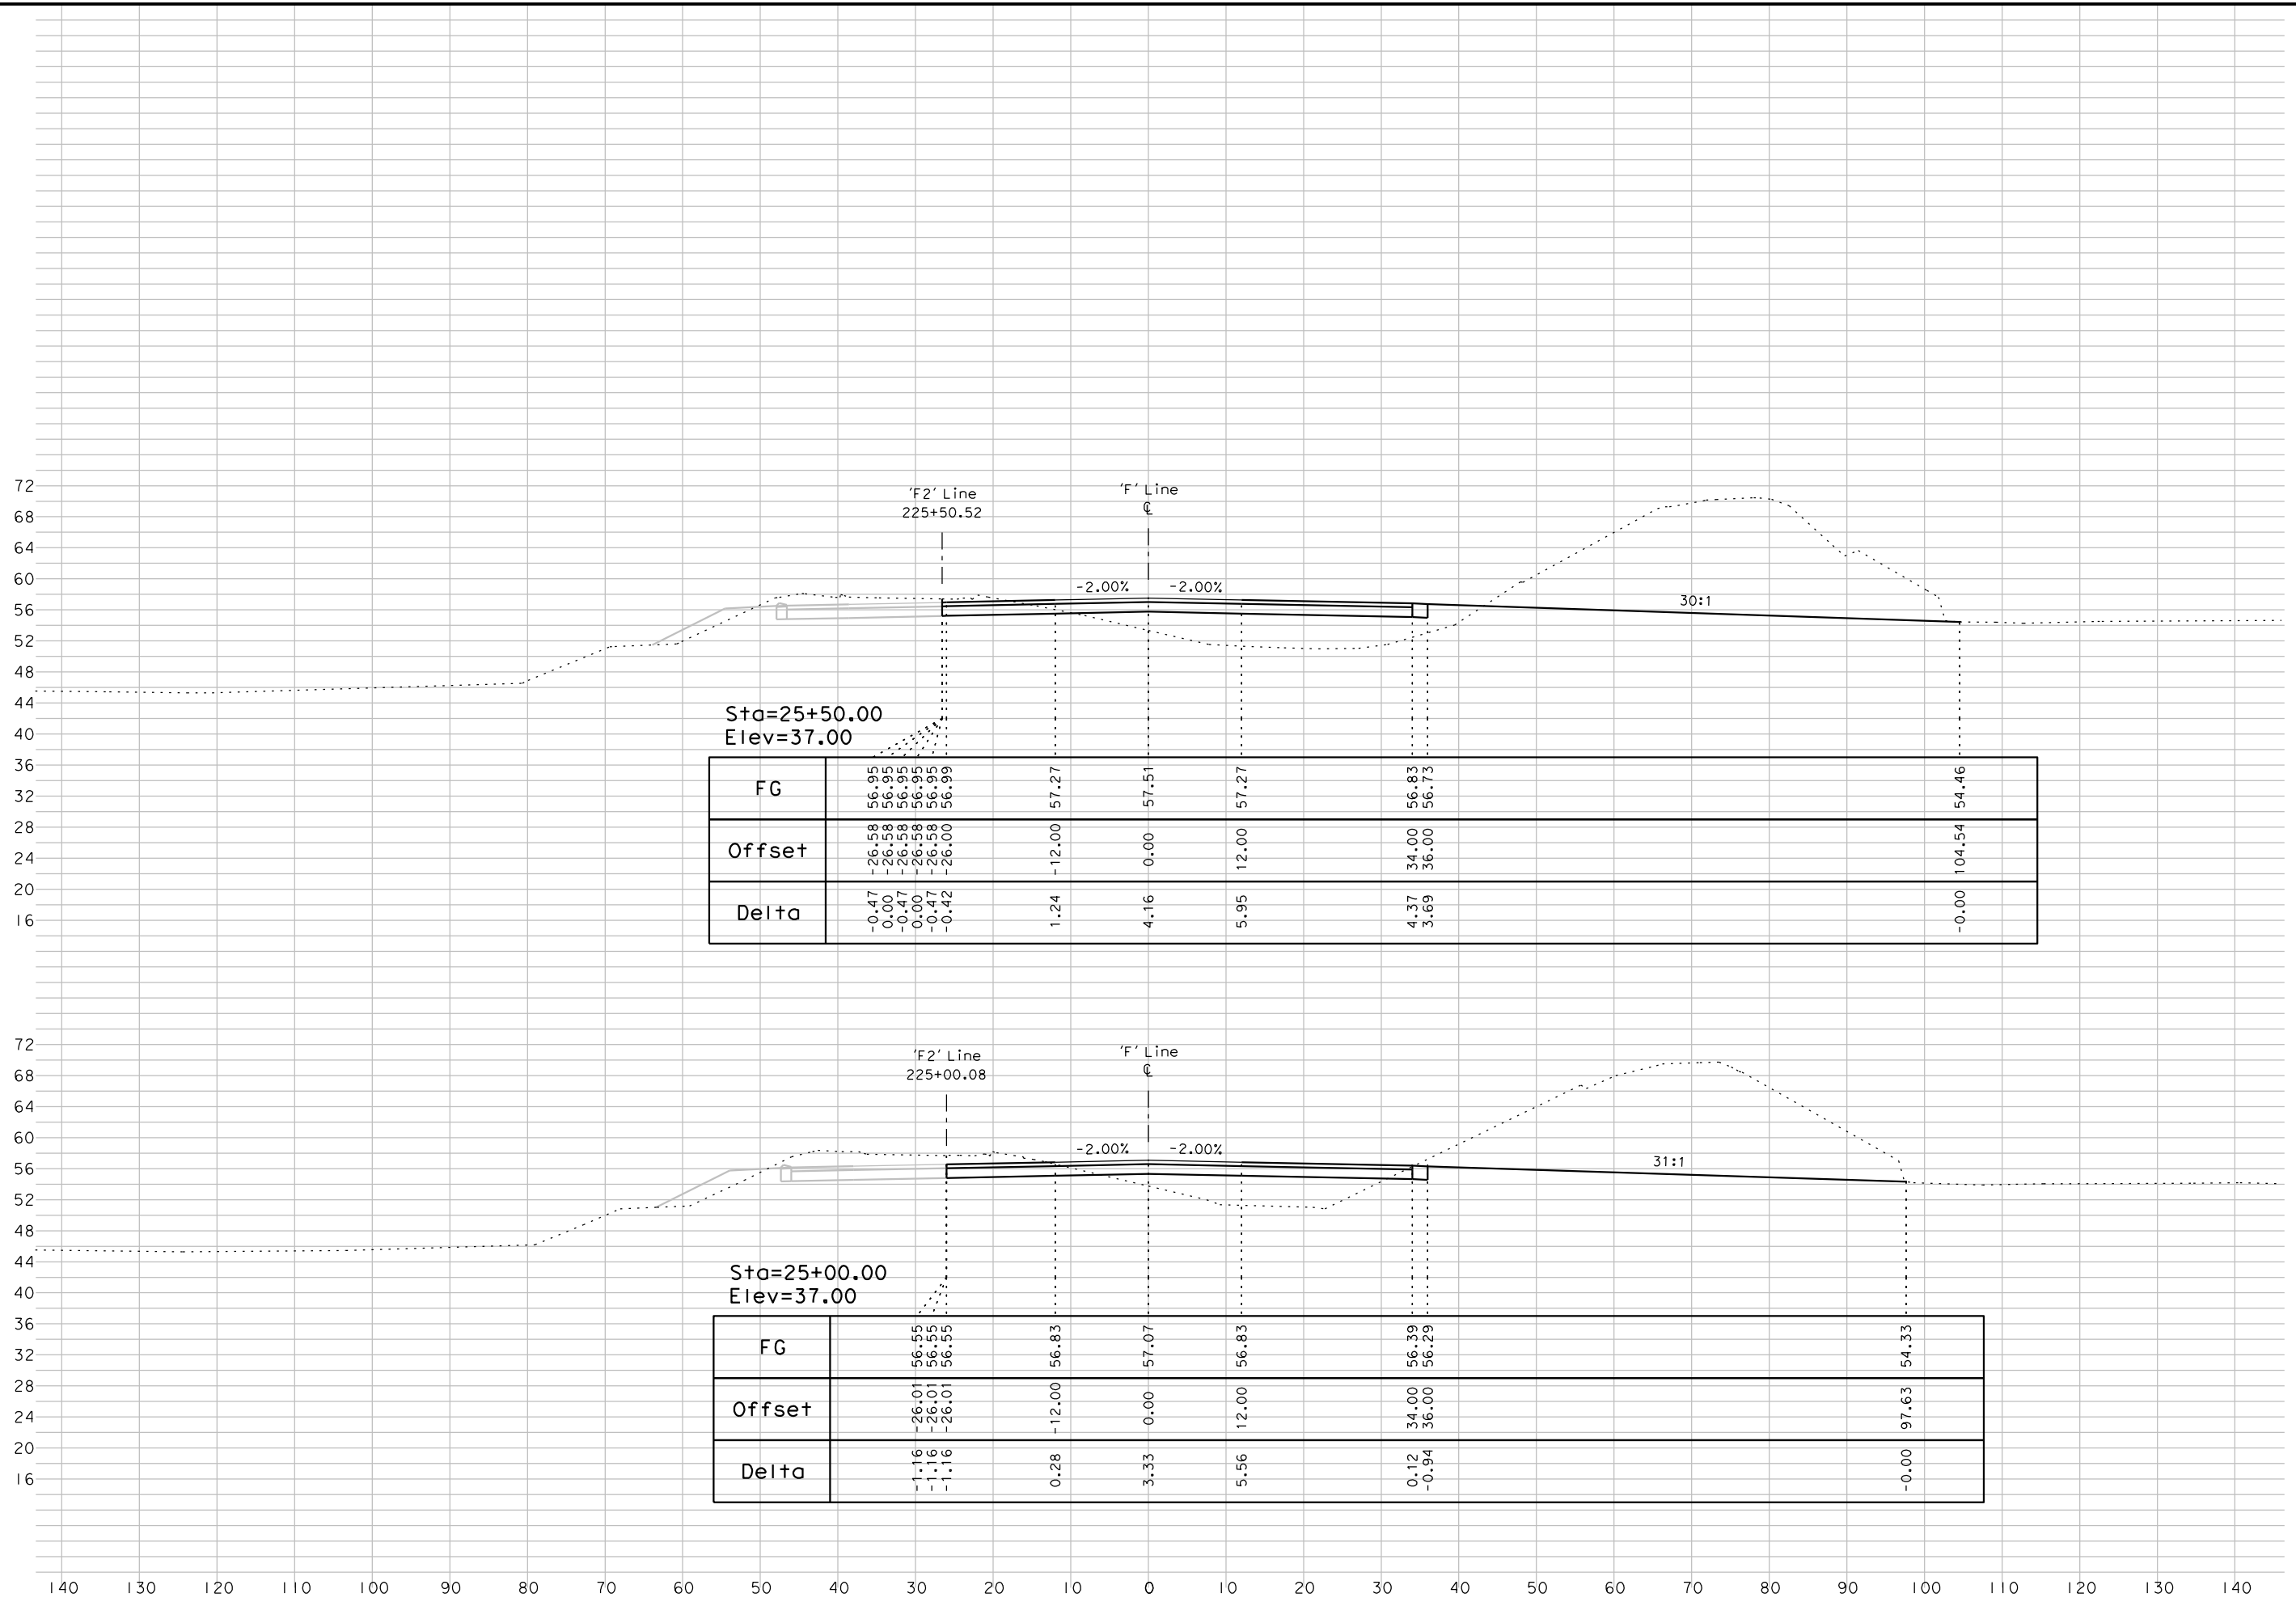 72
68
64
60
56
52
48
44
40
36
32
28
24
20
16
'F2' Line
225+50.52
'F' Line
℄
-2.00% -2.00%
30:1
Sta=25+50.00
Elev=37.00
FG 56.95 56.95 56.95 56.95 56.95 56.99 57.27 57.51 57.27 56.83 56.73 54.46
Offset -26.58 -26.58 -26.58 -26.58 -26.58 -26.00 -12.00 0.00 12.00 34.00 36.00 104.54
Delta -0.47 0.00 -0.47 0.00 -0.47 -0.42 1.24 4.16 5.95 4.37 3.69 -0.00
72
68
64
60
56
52
48
44
40
36
32
28
24
20
16
'F2' Line
225+00.08
'F' Line
℄
-2.00% -2.00%
31:1
Sta=25+00.00
Elev=37.00
FG 56.55 56.55 56.55 56.83 57.07 56.83 56.39 56.29 54.33
Offset -26.01 -26.01 -26.01 -12.00 0.00 12.00 34.00 36.00 97.63
Delta -1.16 -1.16 -1.16 0.28 3.33 5.56 0.12 -0.94 -0.00
140 130 120 110 100 90 80 70 60 50 40 30 20 10 0 10 20 30 40 50 60 70 80 90 100 110 120 130 140